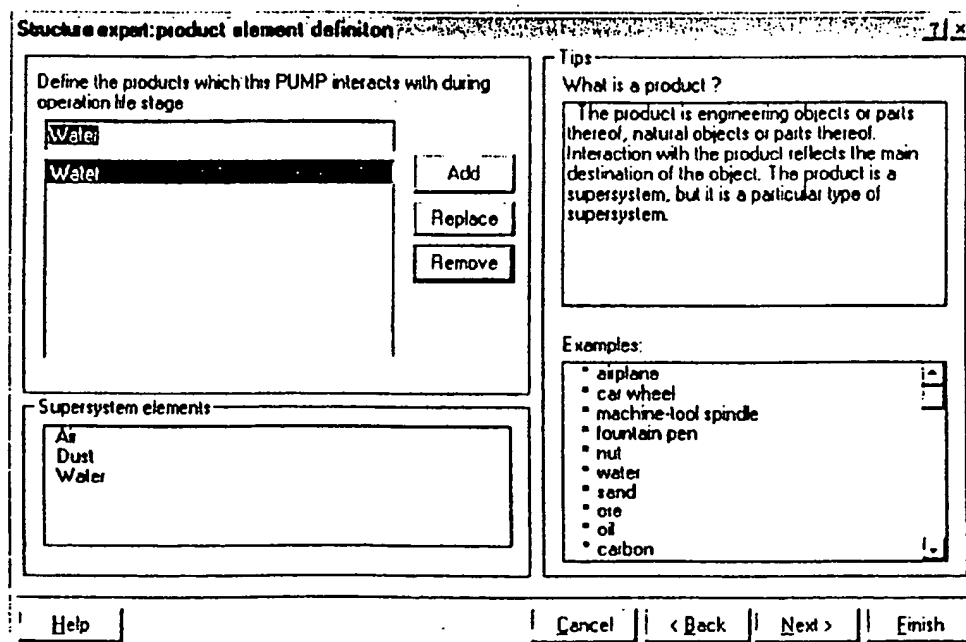 Structure expert:product element definiton
? ×
Define the products which this PUMP interacts with during
operation life stage
Water
Water
Add
Replace
Remove
Supersystem elements
Air
Dust
Water
Tips
What is a product ?
The product is engineering objects or parts
thereof, natural objects or parts thereof.
Interaction with the product reflects the main
destination of the object. The product is a
supersystem, but it is a particular type of
supersystem.
Examples:
* airplane
* car wheel
* machine-tool spindle
* fountain pen
* nut
* water
* sand
* ore
* oil
* carbon
Help
Cancel
< Back
Next >
Finish